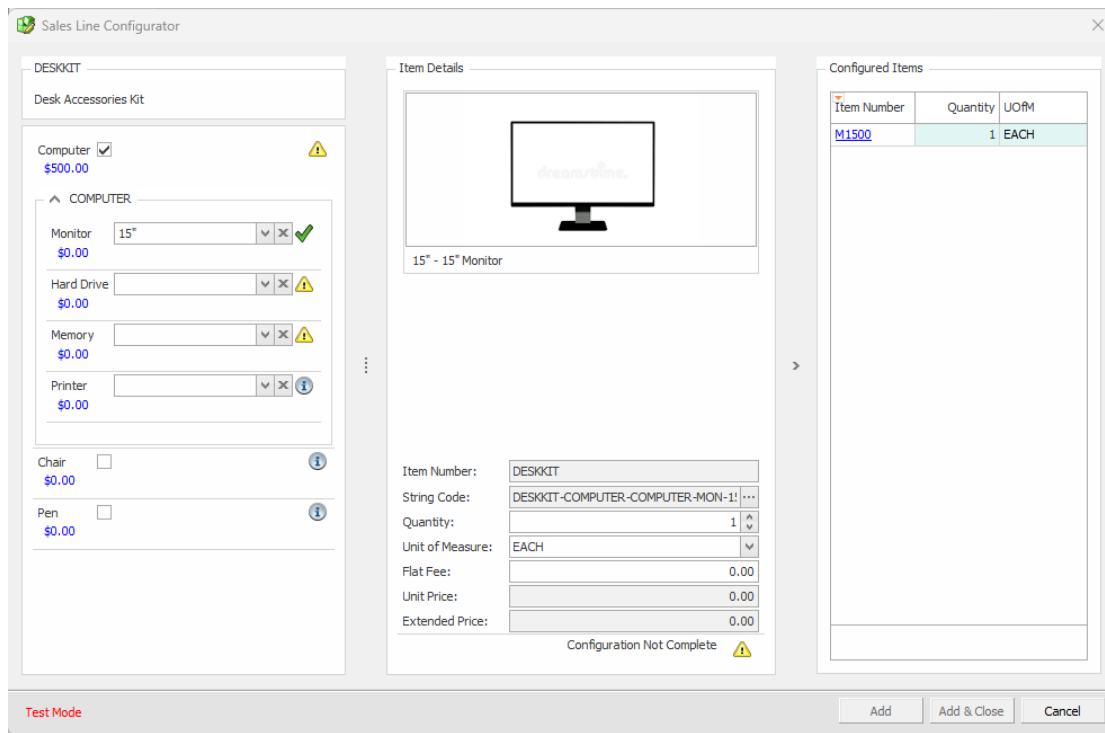 Sales Line Configurator
DESKKIT
Desk Accessories Kit
Computer
$500.00
COMPUTER
Monitor 15"
$0.00
Hard Drive
$0.00
Memory
$0.00
Printer
$0.00
Chair
$0.00
Pen
$0.00
Item Details
dreamstime.
15" - 15" Monitor
Item Number: DESKKIT
String Code: DESKKIT-COMPUTER-COMPUTER-MON-1! ...
Quantity: 1
Unit of Measure: EACH
Flat Fee: 0.00
Unit Price: 0.00
Extended Price: 0.00
Configuration Not Complete
Configured Items
Item Number Quantity UOfM
M1500 1 EACH
Test Mode
Add Add & Close Cancel